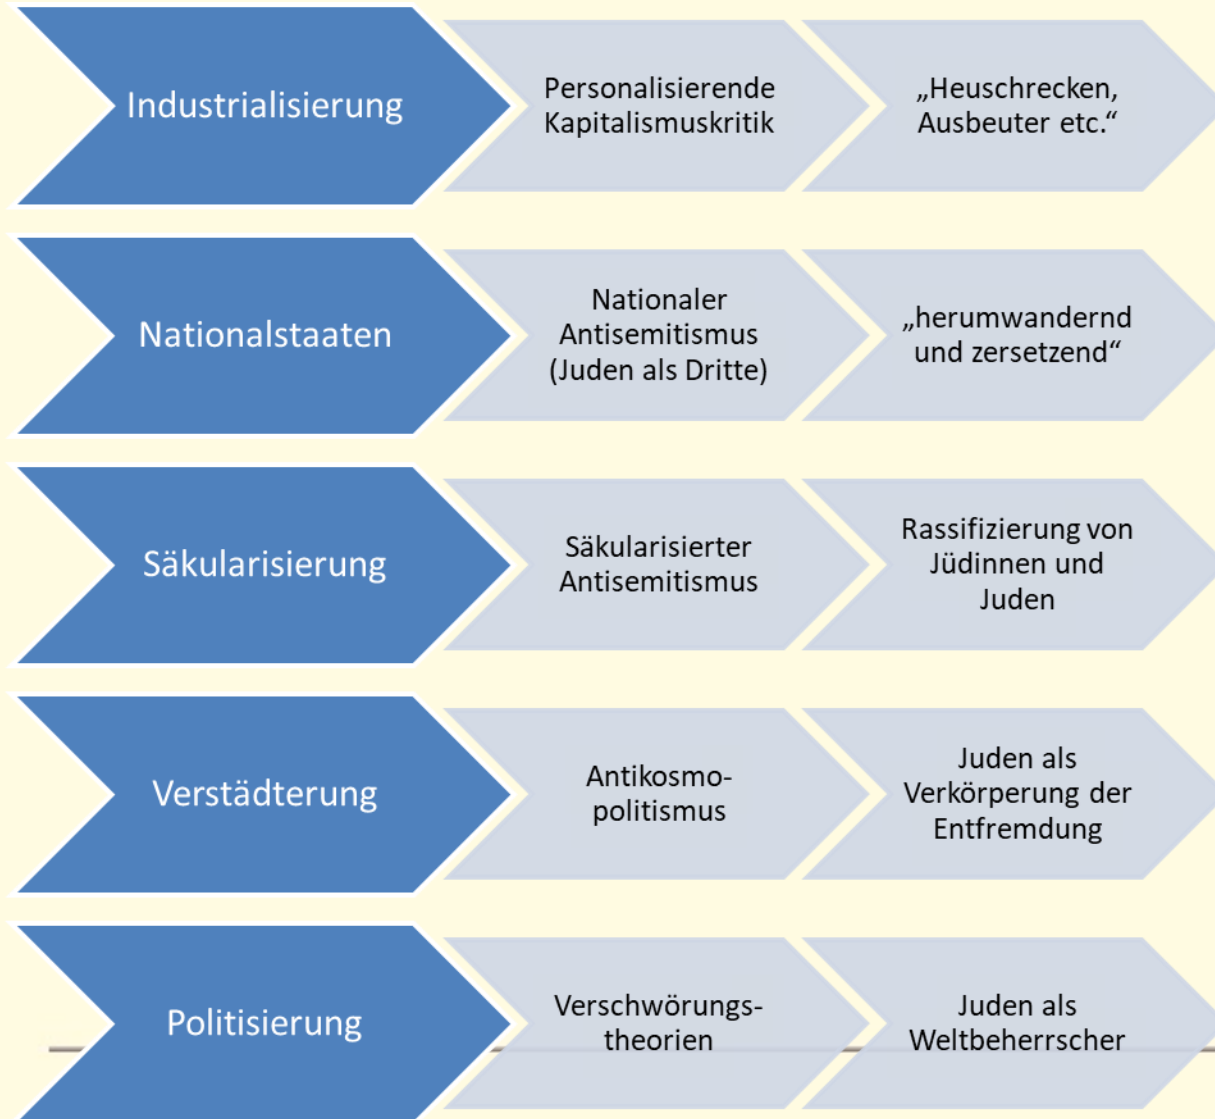 Industrialisierung
Personalisierende
Kapitalismuskritik
„Heuschrecken,
Ausbeuter etc.“
Nationalstaaten
Nationaler
Antisemitismus
(Juden als Dritte)
„herumwandernd
und zersetzend“
Säkularisierung
Säkularisierter
Antisemitismus
Rassifizierung von
Jüdinnen und
Juden
Verstädterung
Antikosmo-
politismus
Juden als
Verkörperung der
Entfremdung
Politisierung
Verschwörungs-
theorien
Juden als
Weltbeherrscher